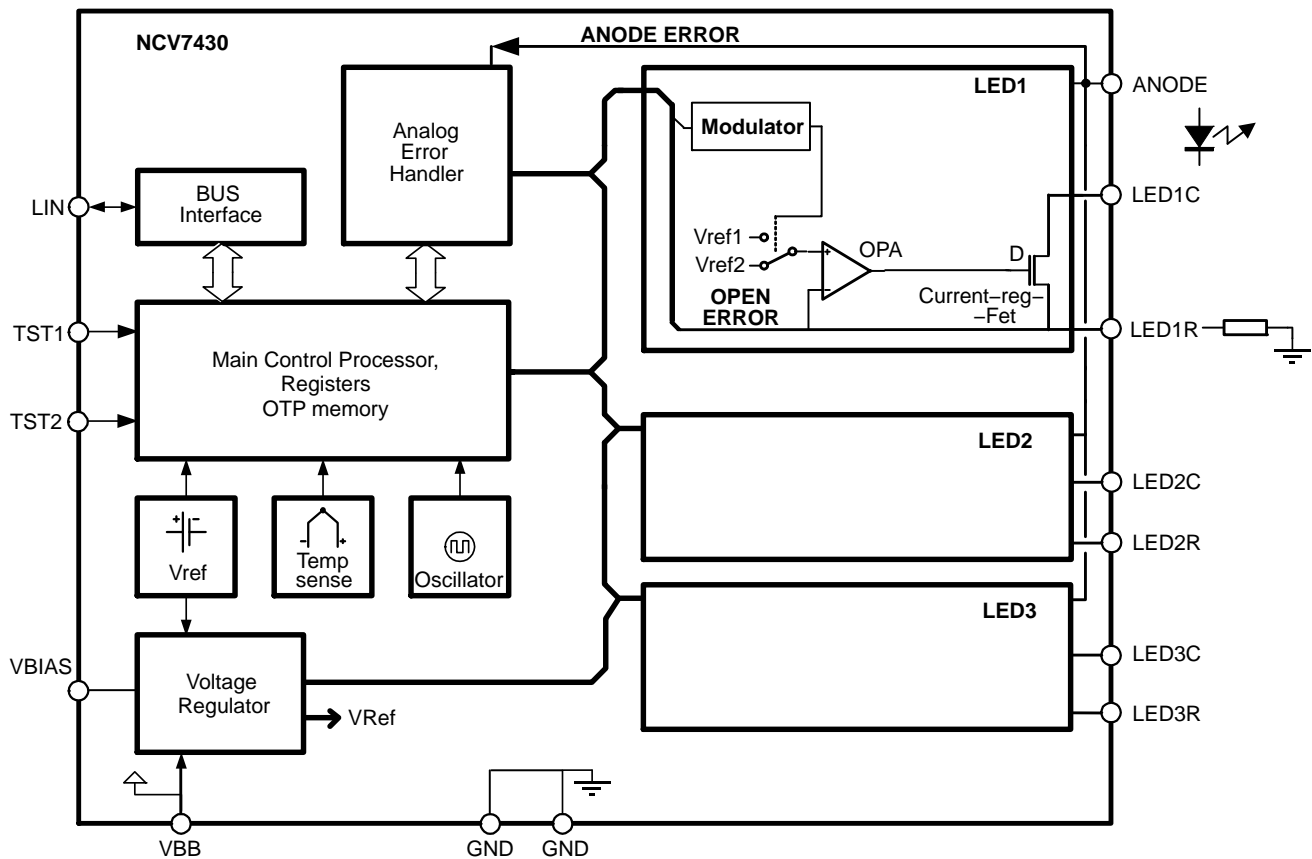 NCV7430
ANODE ERROR
LED1
ANODE
Analog
Error
Handler
Modulator
BUS
Interface
LIN
LED1C
Vref1
Vref2
+
−
OPA
D
OPEN
ERROR
Current−reg−
−Fet
LED1R
TST1
Main Control Processor,
Registers
OTP memory
TST2
LED2
LED2C
LED2R
+ -
Vref
- +
Temp
sense
Oscillator
LED3
LED3C
LED3R
VBIAS
Voltage
Regulator
VRef
VBB
GND
GND